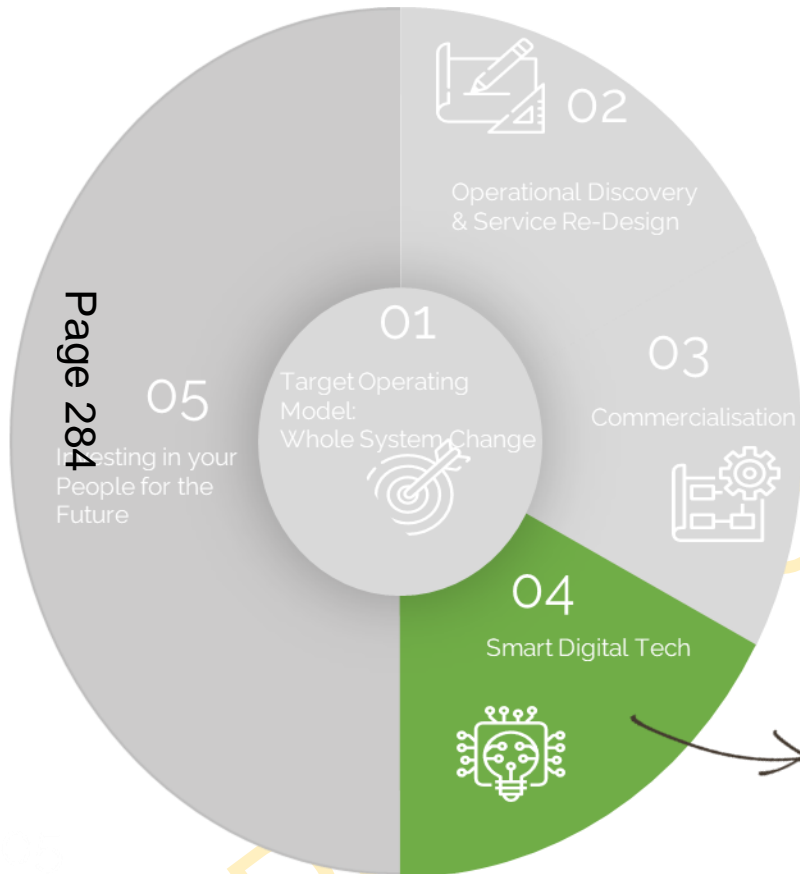 02
Operational Discovery
& Service Re-Design
01
Target Operating
Model:
Whole System Change
03
Commercialisation
05
Investing in your
People for the
Future
04
Smart Digital Tech
Page 284